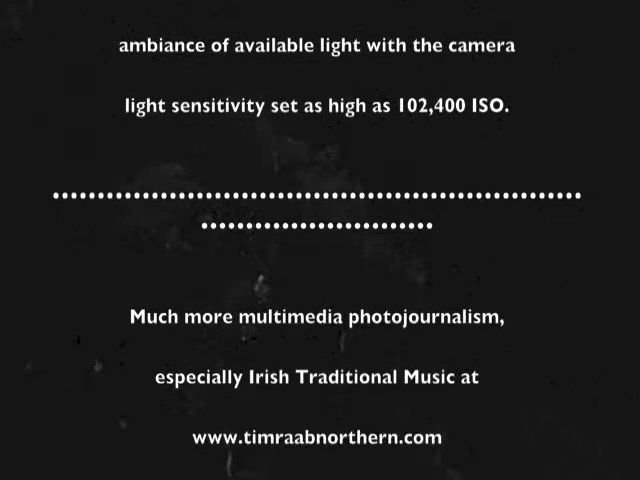 ambiance of available light with the camera
light sensitivity set as high as 102,400 ISO.
............................................................
..........................
Much more multimedia photojournalism,
especially Irish Traditional Music at
www.timraabnorthern.com